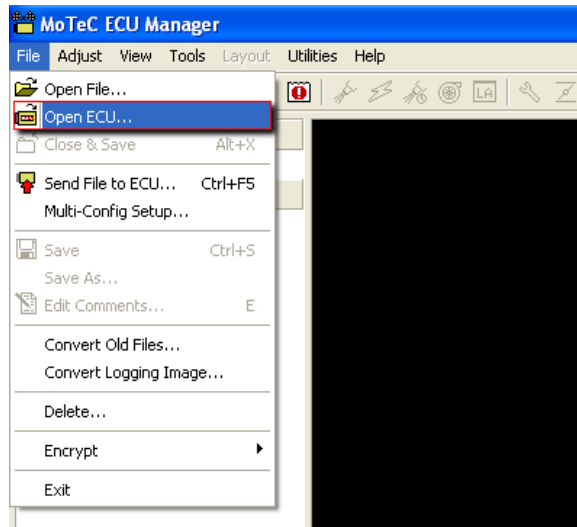 MoTeC ECU Manager
File Adjust View Tools Layout Utilities Help
Open File...
LA
Open ECU...
Close & Save Alt+X
Send File to ECU... Ctrl+F5
Multi-Config Setup...
Save Ctrl+S
Save As...
Edit Comments... E
Convert Old Files...
Convert Logging Image...
Delete...
Encrypt
Exit